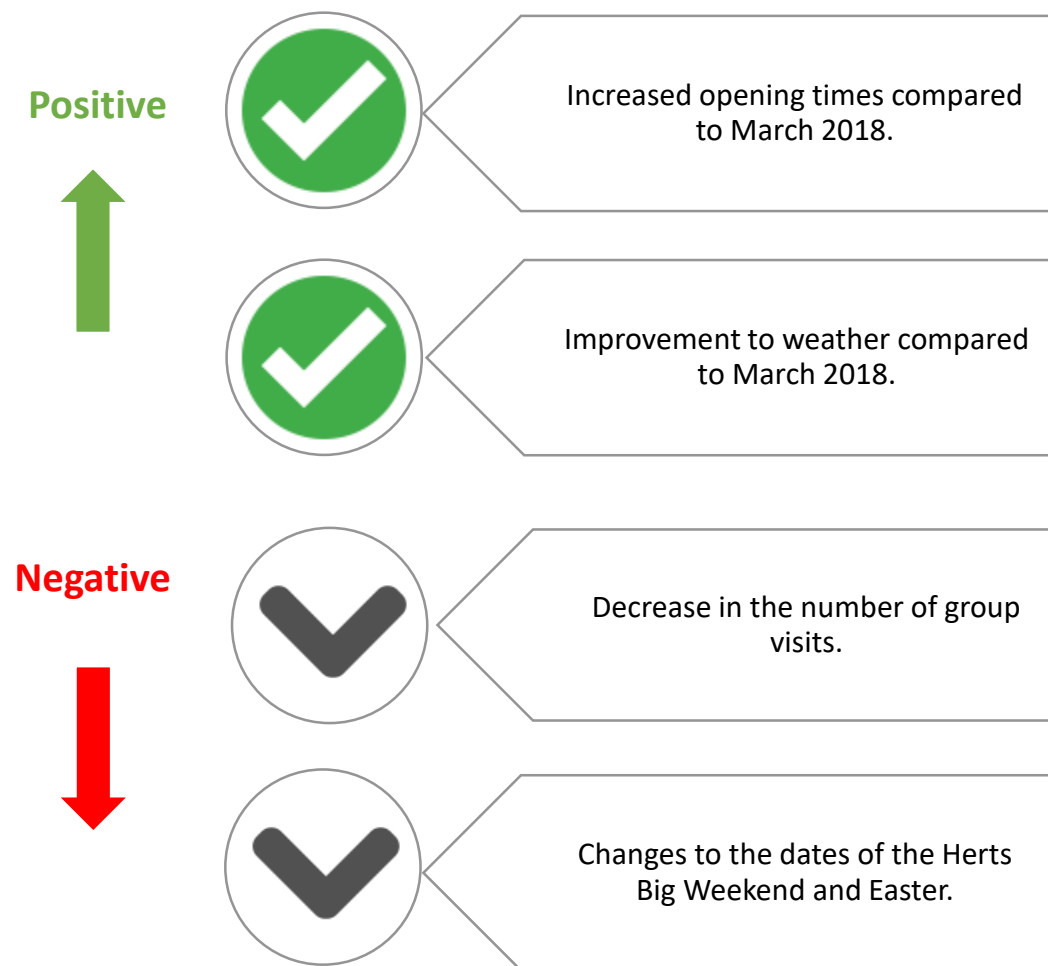 Positive
Increased opening times compared
to March 2018.
Improvement to weather compared
to March 2018.
Negative
Decrease in the number of group
visits.
Changes to the dates of the Herts
Big Weekend and Easter.